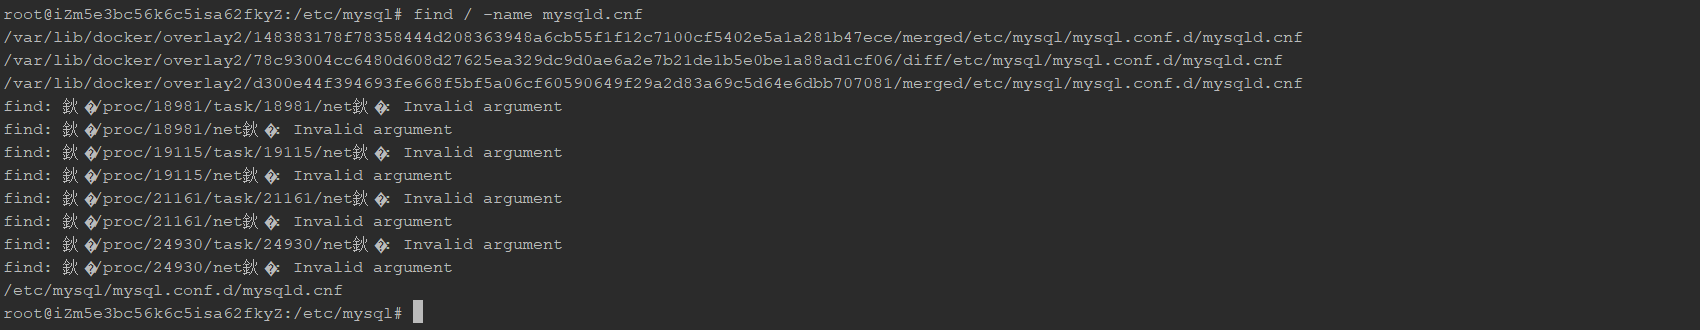 root@iZm5e3bc56k6c5isa62fkyZ:/etc/mysql# find / -name mysqld.cnf
/var/lib/docker/overlay2/148383178f78358444d208363948a6cb55f1f12c7100cf5402e5a1a281b47ece/merged/etc/mysql/mysql.conf.d/mysqld.cnf
/var/lib/docker/overlay2/78c93004cc6480d608d27625ea329dc9d0ae6a2e7b21de1b5e0be1a88ad1cf06/diff/etc/mysql/mysql.conf.d/mysqld.cnf
/var/lib/docker/overlay2/d300e44f394693fe668f5bf5a06cf60590649f29a2d83a69c5d64e6dbb707081/merged/etc/mysql/mysql.conf.d/mysqld.cnf
find: 鈥�/proc/18981/task/18981/net鈥�: Invalid argument
find: 鈥�/proc/18981/net鈥�: Invalid argument
find: 鈥�/proc/19115/task/19115/net鈥�: Invalid argument
find: 鈥�/proc/19115/net鈥�: Invalid argument
find: 鈥�/proc/21161/task/21161/net鈥�: Invalid argument
find: 鈥�/proc/21161/net鈥�: Invalid argument
find: 鈥�/proc/24930/task/24930/net鈥�: Invalid argument
find: 鈥�/proc/24930/net鈥�: Invalid argument
/etc/mysql/mysql.conf.d/mysqld.cnf
root@iZm5e3bc56k6c5isa62fkyZ:/etc/mysql#